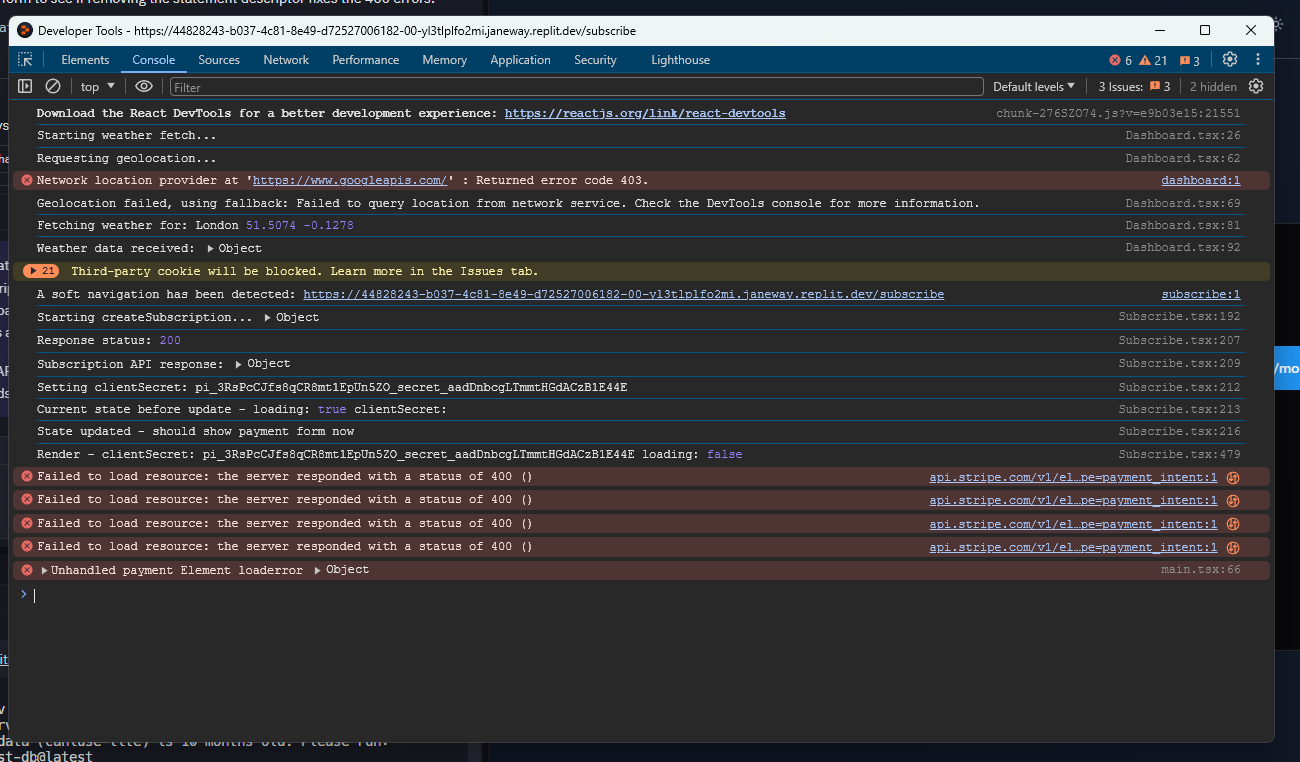 form to see if removing the statement descriptor fixes the 400 errors.
Developer Tools - https://44828243-b037-4c81-8e49-d72527006182-00-yl3tlplfo2mi.janeway.replit.dev/subscribe
Elements Console Sources Network Performance Memory Application Security Lighthouse 6 21 3
top Filter Default levels 3 Issues: 3 2 hidden
Download the React DevTools for a better development experience: https://reactjs.org/link/react-devtools chunk-276SZO74.js?v=e9b03e15:21551
Starting weather fetch... Dashboard.tsx:26
Requesting geolocation... Dashboard.tsx:62
Network location provider at 'https://www.googleapis.com/' : Returned error code 403. dashboard:1
Geolocation failed, using fallback: Failed to query location from network service. Check the DevTools console for more information. Dashboard.tsx:69
Fetching weather for: London 51.5074 -0.1278 Dashboard.tsx:81
Weather data received: Object Dashboard.tsx:92
21 Third-party cookie will be blocked. Learn more in the Issues tab.
A soft navigation has been detected: https://44828243-b037-4c81-8e49-d72527006182-00-yl3tlplfo2mi.janeway.replit.dev/subscribe subscribe:1
Starting createSubscription... Object Subscribe.tsx:192
Response status: 200 Subscribe.tsx:207
Subscription API response: Object Subscribe.tsx:209
Setting clientSecret: pi_3RsPcCJfs8qCR8mt1EpUn5ZO_secret_aadDnbcgLTmmtHGdACzB1E44E Subscribe.tsx:212
Current state before update - loading: true clientSecret: Subscribe.tsx:213
State updated - should show payment form now Subscribe.tsx:216
Render - clientSecret: pi_3RsPcCJfs8qCR8mt1EpUn5ZO_secret_aadDnbcgLTmmtHGdACzB1E44E loading: false Subscribe.tsx:479
Failed to load resource: the server responded with a status of 400 () api.stripe.com/v1/el…pe=payment_intent:1
Failed to load resource: the server responded with a status of 400 () api.stripe.com/v1/el…pe=payment_intent:1
Failed to load resource: the server responded with a status of 400 () api.stripe.com/v1/el…pe=payment_intent:1
Failed to load resource: the server responded with a status of 400 () api.stripe.com/v1/el…pe=payment_intent:1
Unhandled payment Element loaderror Object main.tsx:66
/mo
st-db@latest